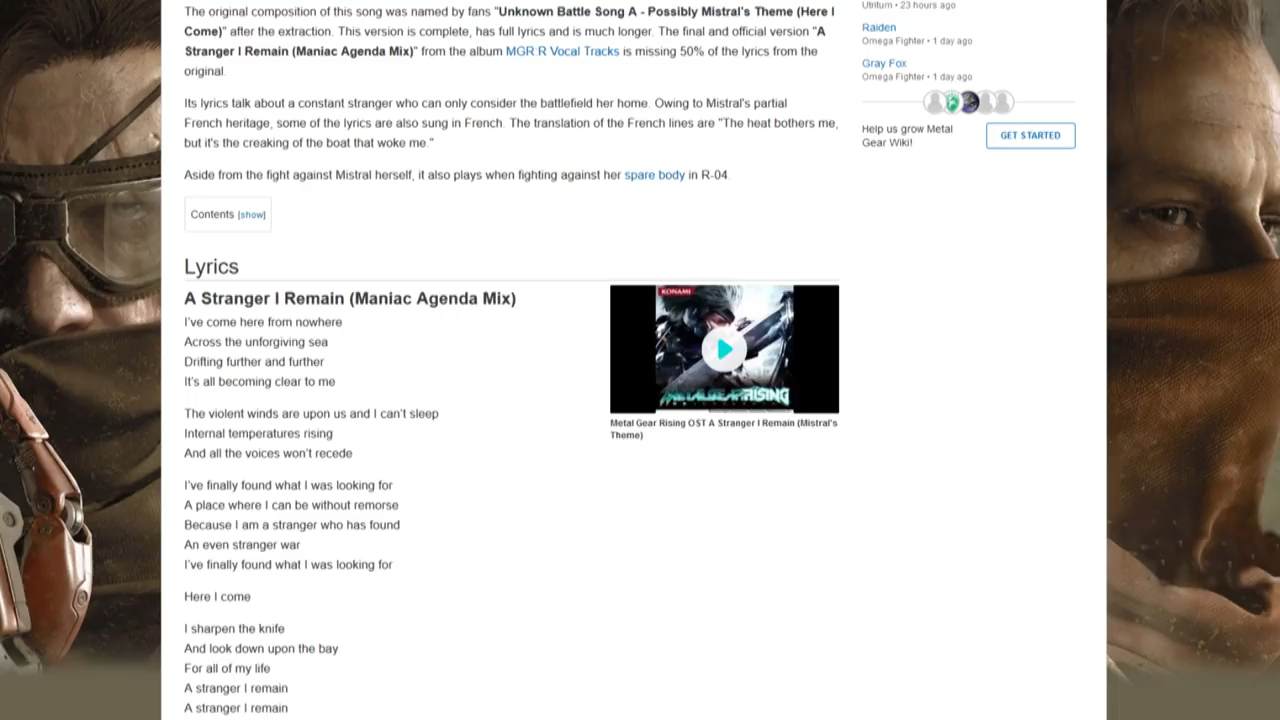 The original composition of this song was named by fans "Unknown Battle Song A - Possibly Mistral's Theme (Here I
Come)" after the extraction. This version is complete, has full lyrics and is much longer. The final and official version "A
Stranger I Remain (Maniac Agenda Mix)" from the album MGR R Vocal Tracks is missing 50% of the lyrics from the
original.
Its lyrics talk about a constant stranger who can only consider the battlefield her home. Owing to Mistral's partial
French heritage, some of the lyrics are also sung in French. The translation of the French lines are "The heat bothers me,
but it's the creaking of the boat that woke me."
Aside from the fight against Mistral herself, it also plays when fighting against her spare body in R-04.
Contents [show]
Lyrics
A Stranger I Remain (Maniac Agenda Mix)
I've come here from nowhere
Across the unforgiving sea
Drifting further and further
It's all becoming clear to me
The violent winds are upon us and I can't sleep
Internal temperatures rising
And all the voices won't recede
I've finally found what I was looking for
A place where I can be without remorse
Because I am a stranger who has found
An even stranger war
I've finally found what I was looking for
Here I come
I sharpen the knife
And look down upon the bay
For all of my life
A stranger I remain
A stranger I remain
KONAMI
METAL GEAR RISING
Metal Gear Rising OST A Stranger I Remain (Mistral's
Theme)
• 23 hours ago
Raiden
Omega Fighter • 1 day ago
Gray Fox
Omega Fighter • 1 day ago
Help us grow Metal
Gear Wiki!
GET STARTED